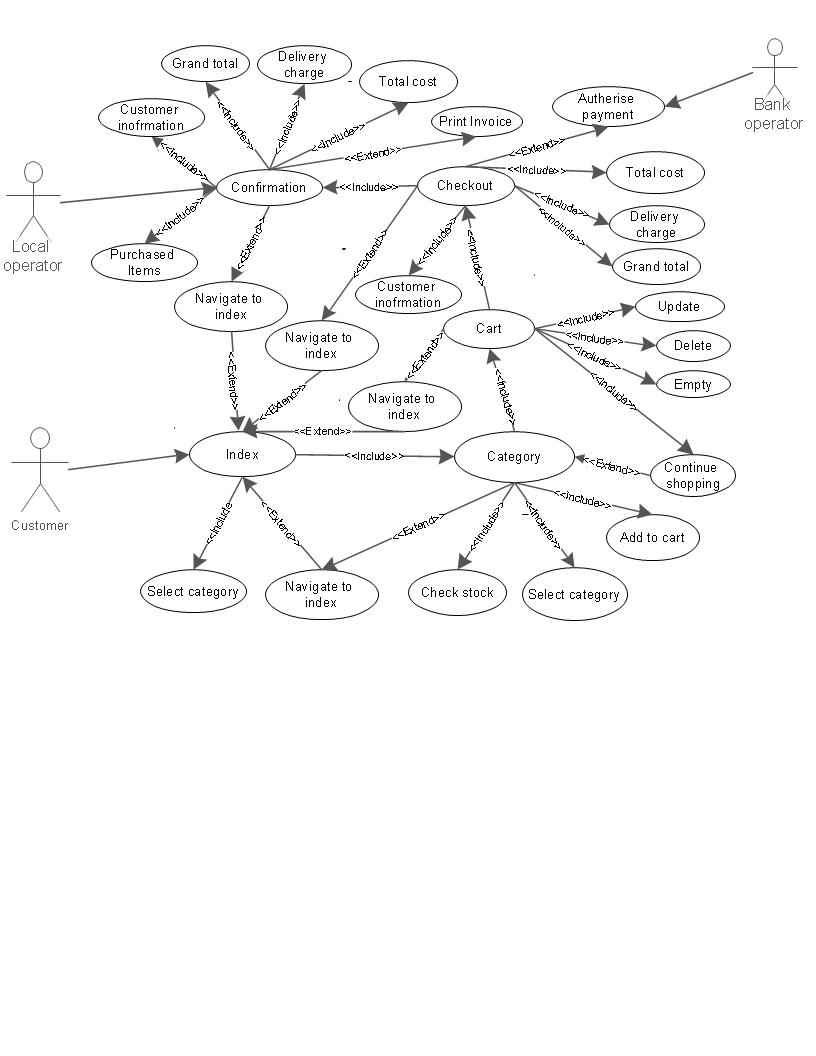 Grand total
Delivery
charge
Total cost
Customer
inofrmation
Print Invoice
Autherise
payment
Bank
operator
<<Include>>
<<Include>>
<<Include>>
<<Include>>
<<Extend>>
<<Extend>>
<<Include>>
Total cost
Confirmation
<<Include>>
Checkout
<<Include>>
<<Include>>
Delivery
charge
Local
operator
<<Include>>
Purchased
Items
<<Extend>>
<<Extend>>
<<Include>>
<<Include>>
Grand total
Customer
inofrmation
Navigate to
index
Update
<<Include>>
Cart
<<Include>>
Delete
Navigate to
index
<<Extend>>
<<Include>>
Empty
<<Extend>>
<<Extend>>
<<Include>>
<<Include>>
Navigate to
index
<<Extend>>
Index
<<Include>>
Category
<<Extend>>
Continue
shopping
Customer
<<Include
<<Extend>>
<<Extend>>
<<Include>>
<<Include>>
<<Include>>
Add to cart
Select category
Navigate to
index
Check stock
Select category